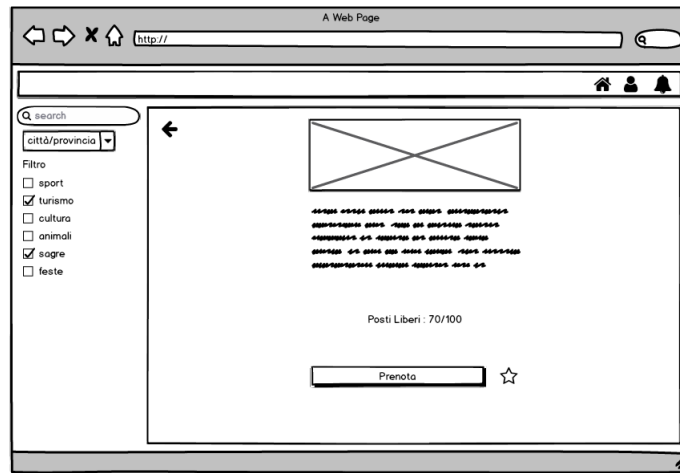 A Web Page
http://
search
città/provincia
Filtro
sport
turismo
cultura
animali
sagre
feste
Posti Liberi : 70/100
Prenota